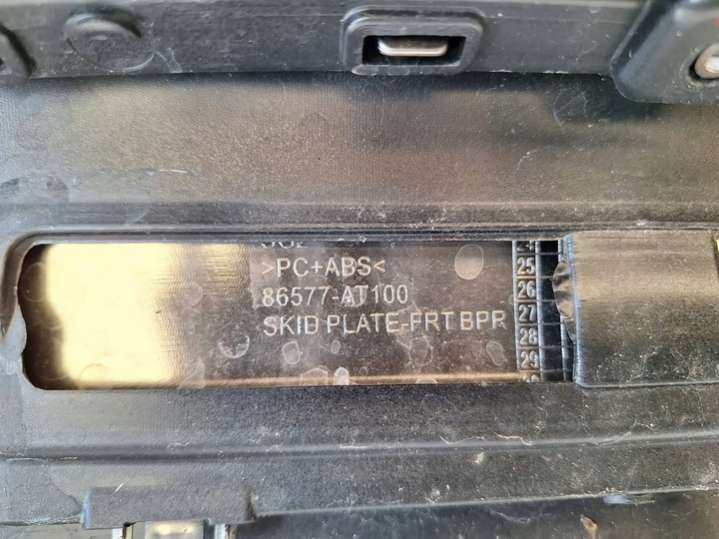 >PC+ABS<
86577-AT100
SKID PLATE-FRT BPR
25
26
27
28
29